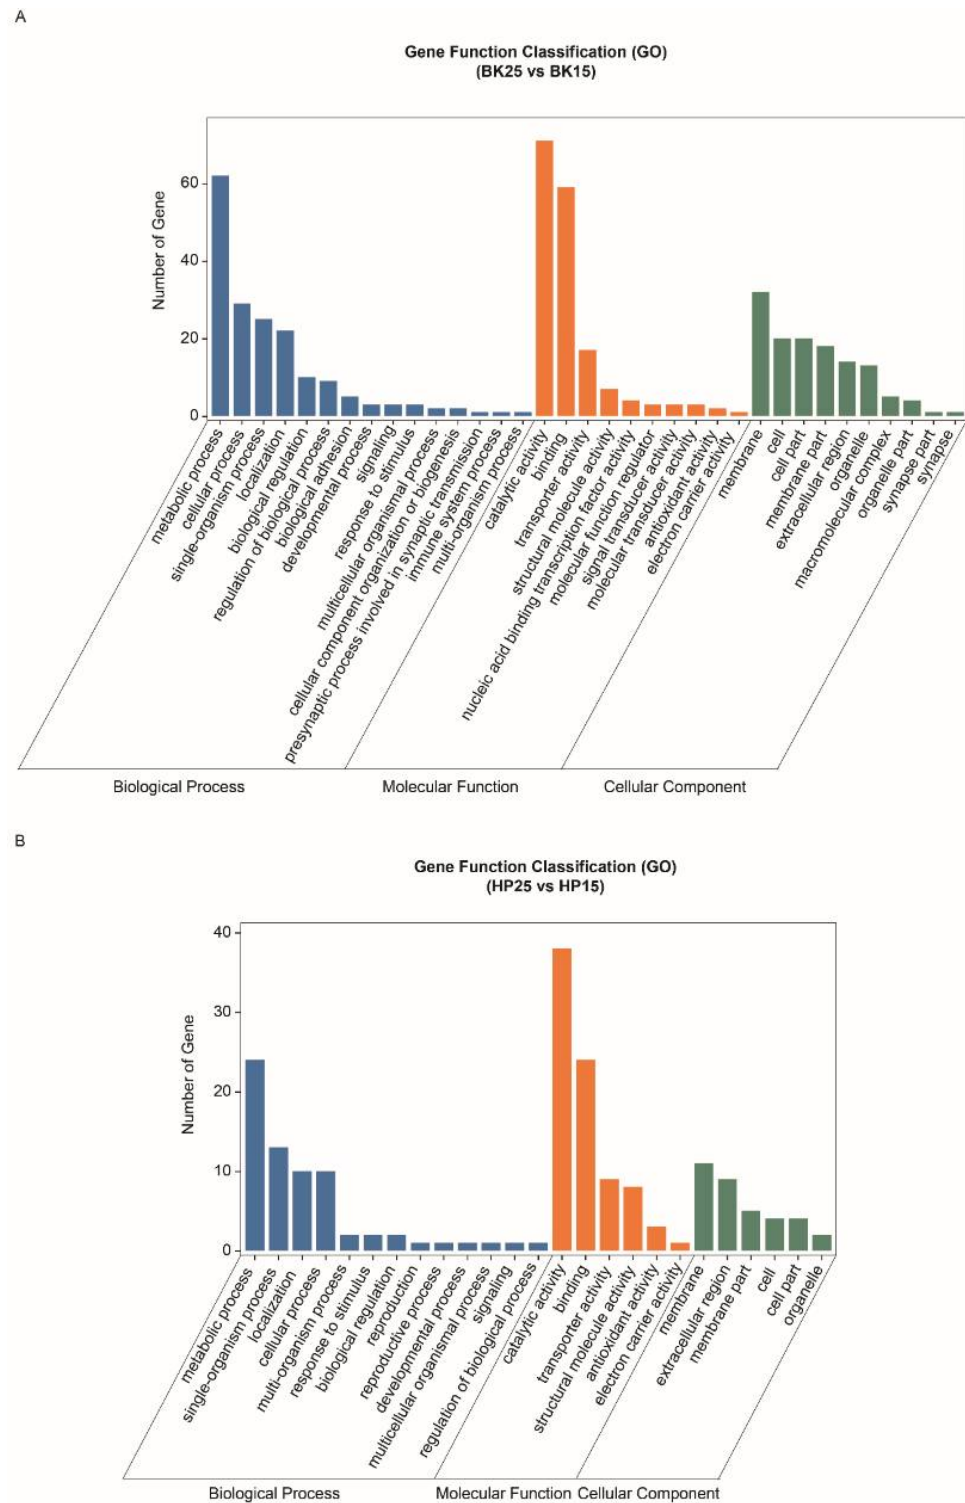 A
Gene Function Classification (GO)
(BK25 vs BK15)
Number of Gene
60
40
20
0
metabolic process
cellular process
single-organism process
localization
biological regulation
regulation of biological process
biological adhesion
developmental process
signaling
response to stimulus
multicellular organismal process
cellular component organization or biogenesis
presynaptic process involved in synaptic transmission
immune system process
multi-organism process
catalytic activity
binding
transporter activity
structural molecule activity
nucleic acid binding transcription factor activity
molecular function regulator
signal transducer activity
molecular transducer activity
antioxidant activity
electron carrier activity
membrane
cell
cell part
membrane part
extracellular region
organelle
macromolecular complex
organelle part
synapse part
synapse
Biological Process
Molecular Function
Cellular Component
B
Gene Function Classification (GO)
(HP25 vs HP15)
Number of Gene
40
30
20
10
0
metabolic process
single-organism process
localization
cellular process
multi-organism process
response to stimulus
biological regulation
reproduction
reproductive process
developmental process
multicellular organismal process
signaling
regulation of biological process
catalytic activity
binding
transporter activity
structural molecule activity
antioxidant activity
electron carrier activity
membrane
extracellular region
membrane part
cell
cell part
organelle
Biological Process
Molecular Function
Cellular Component